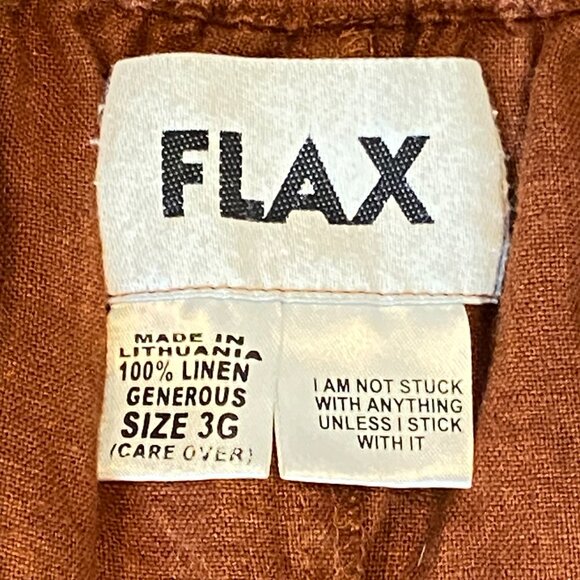 FLAX
MADE IN
LITHUANIA
100% LINEN
GENEROUS
SIZE 3G
(CARE OVER)
I AM NOT STUCK
WITH ANYTHING
UNLESS I STICK
WITH IT